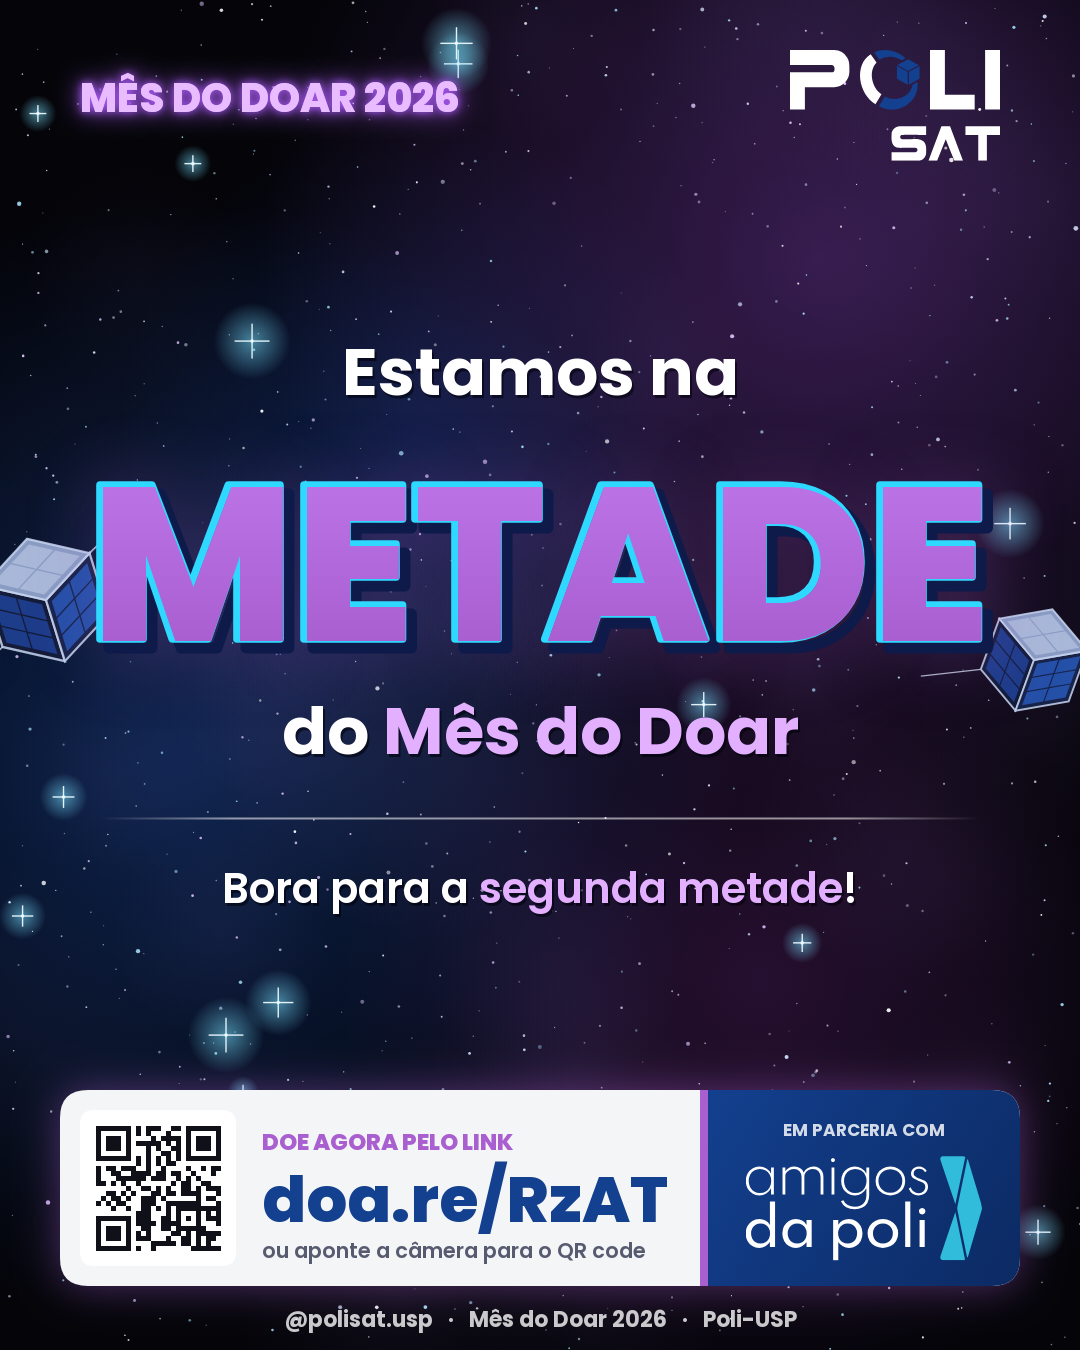 MÊS DO DOAR 2026
POLI
SAT
Estamos na
METADE
do Mês do Doar
Bora para a segunda metade!
DOE AGORA PELO LINK
doa.re/RzAT
ou aponte a câmera para o QR code
EM PARCERIA COM
amigos
da poli
@polisat.usp • Mês do Doar 2026 • Poli-USP